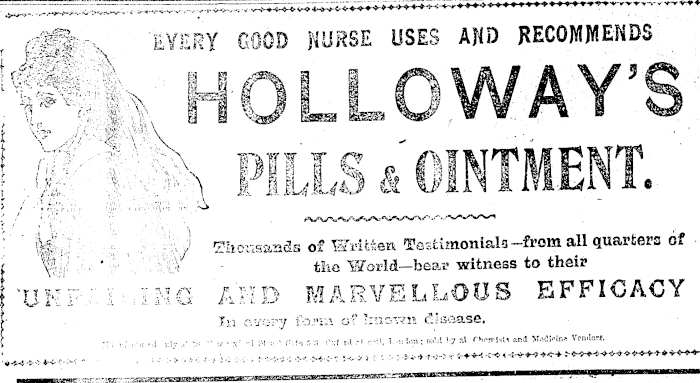 EVERY GOOD NURSE USES AND RECOMMENDS
HOLLOWAY'S
PILLS & OINTMENT.
Thousands of Written Testimonials—from all quarters of
the World—bear witness to their
UNFAILING AND MARVELLOUS EFFICACY
In every form of known disease.
London; sold by all Chemists and Medicine Vendors.